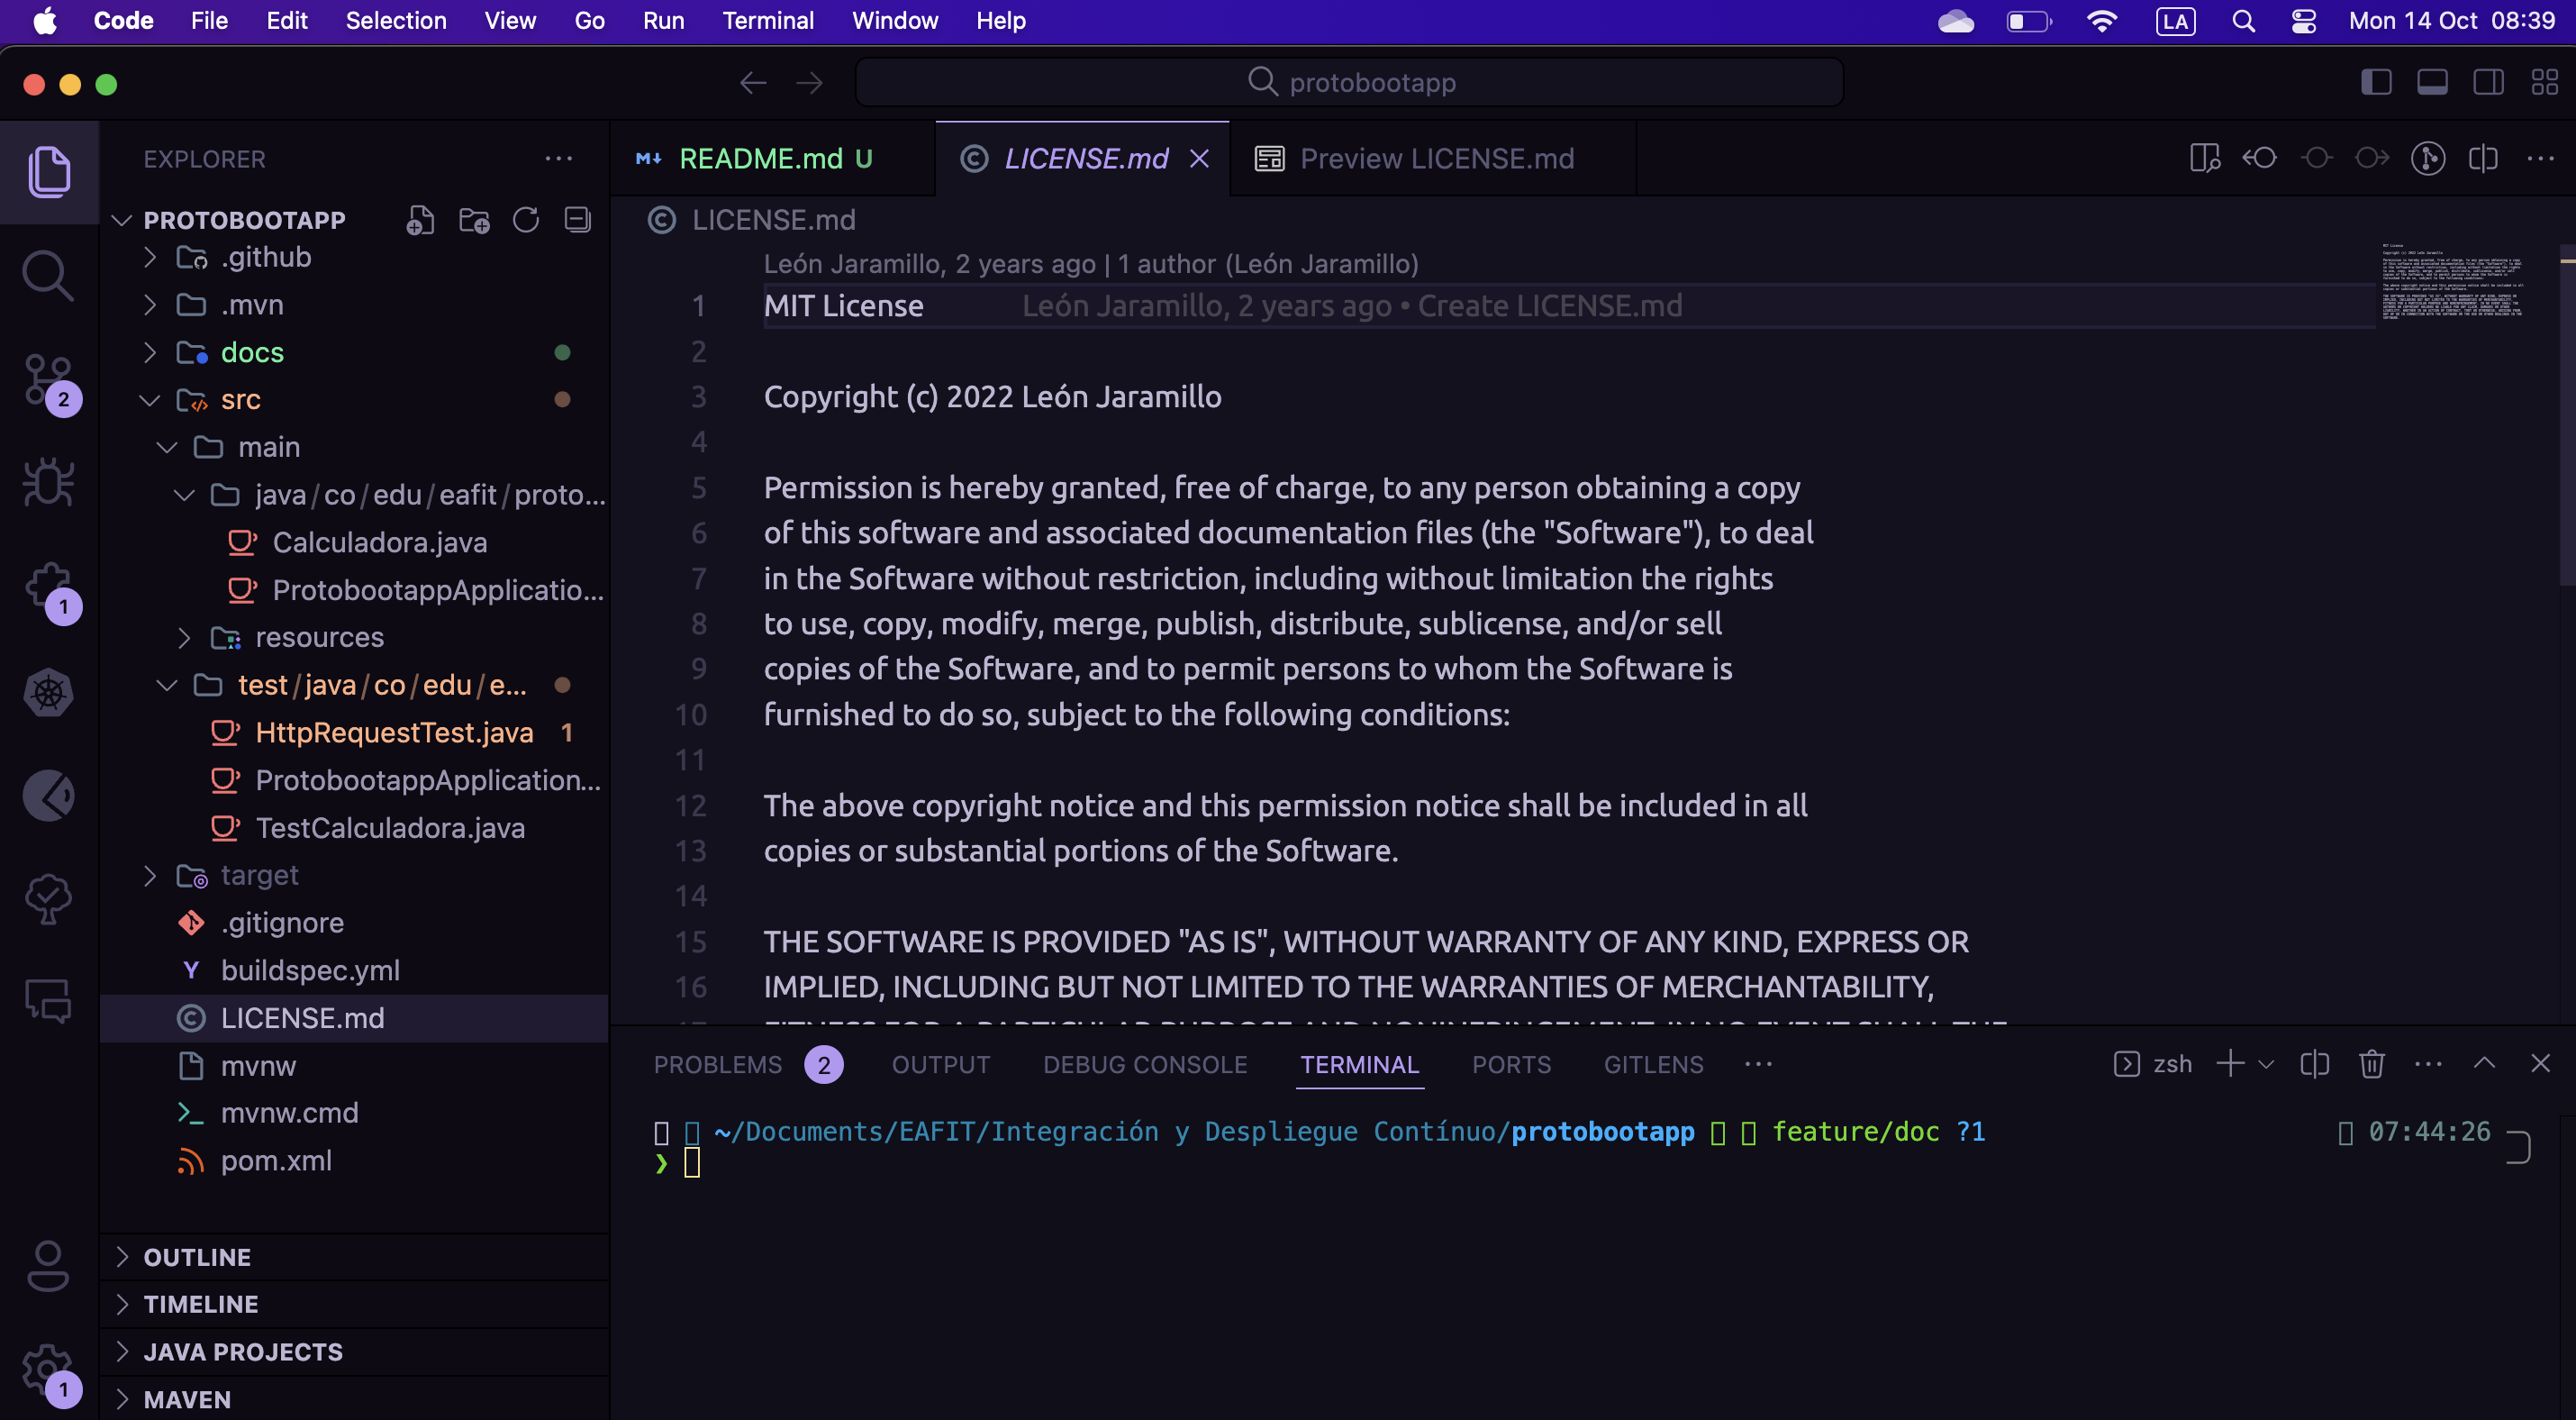 Code File Edit Selection View Go Run Terminal Window Help LA Mon 14 Oct 08:39
protobootapp
EXPLORER
PROTOBOOTAPP
.github
.mvn
docs
src
main
java/co/edu/eafit/proto...
Calculadora.java
ProtobootappApplicatio...
resources
test/java/co/edu/e...
HttpRequestTest.java 1
ProtobootappApplication...
TestCalculadora.java
target
.gitignore
buildspec.yml
LICENSE.md
mvnw
mvnw.cmd
pom.xml
OUTLINE
TIMELINE
JAVA PROJECTS
MAVEN
2
1
1
README.md U LICENSE.md Preview LICENSE.md
LICENSE.md
León Jaramillo, 2 years ago | 1 author (León Jaramillo)
1 MIT License León Jaramillo, 2 years ago • Create LICENSE.md
2
3 Copyright (c) 2022 León Jaramillo
4
5 Permission is hereby granted, free of charge, to any person obtaining a copy
6 of this software and associated documentation files (the "Software"), to deal
7 in the Software without restriction, including without limitation the rights
8 to use, copy, modify, merge, publish, distribute, sublicense, and/or sell
9 copies of the Software, and to permit persons to whom the Software is
10 furnished to do so, subject to the following conditions:
11
12 The above copyright notice and this permission notice shall be included in all
13 copies or substantial portions of the Software.
14
15 THE SOFTWARE IS PROVIDED "AS IS", WITHOUT WARRANTY OF ANY KIND, EXPRESS OR
16 IMPLIED, INCLUDING BUT NOT LIMITED TO THE WARRANTIES OF MERCHANTABILITY,
PROBLEMS 2 OUTPUT DEBUG CONSOLE TERMINAL PORTS GITLENS zsh
~/Documents/EAFIT/Integración y Despliegue Contínuo/protobootapp feature/doc ?1 07:44:26
❯